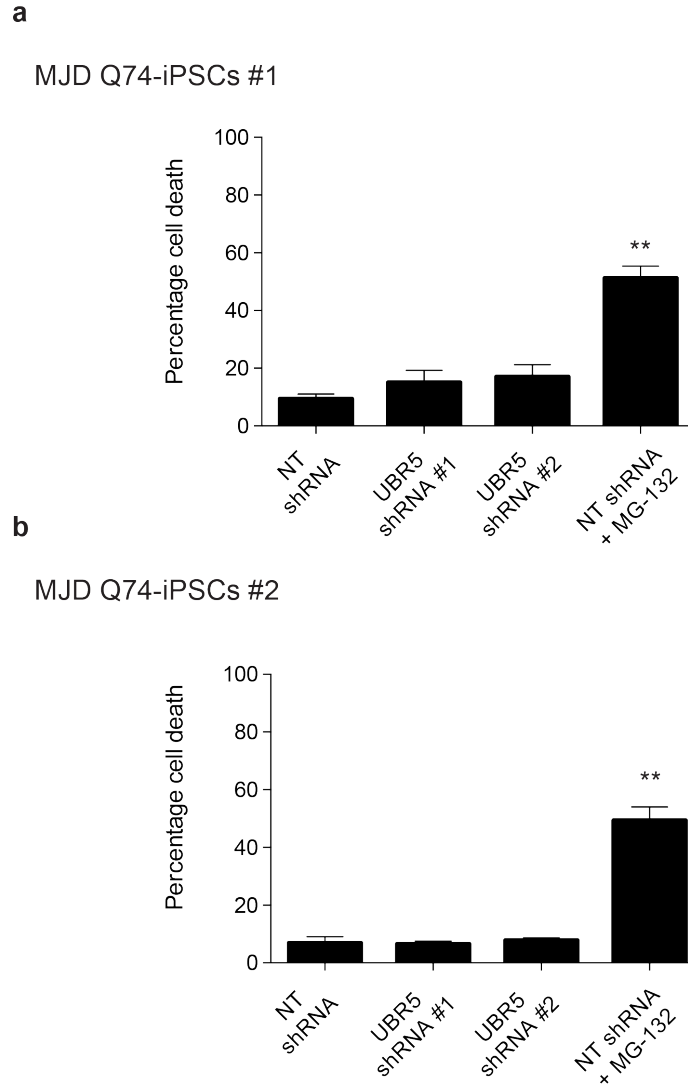 a
MJD Q74-iPSCs #1
Percentage cell death
100
80
60
40
20
0
**
NT
shRNA
UBR5
shRNA #1
UBR5
shRNA #2
NT shRNA
+ MG-132
b
MJD Q74-iPSCs #2
Percentage cell death
100
80
60
40
20
0
**
NT
shRNA
UBR5
shRNA #1
UBR5
shRNA #2
NT shRNA
+ MG-132